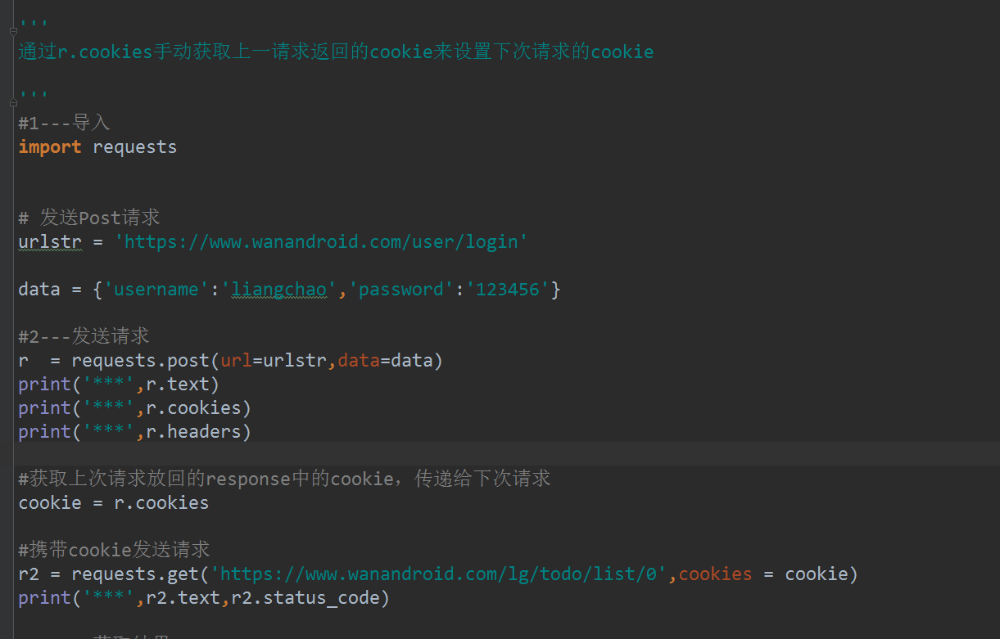 '''
通过r.cookies手动获取上一请求返回的cookie来设置下次请求的cookie
'''
#1---导入
import requests
# 发送Post请求
urlstr = 'https://www.wanandroid.com/user/login'
data = {'username':'liangchao','password':'123456'}
#2---发送请求
r  = requests.post(url=urlstr,data=data)
print('***',r.text)
print('***',r.cookies)
print('***',r.headers)
#获取上次请求放回的response中的cookie，传递给下次请求
cookie = r.cookies
#携带cookie发送请求
r2 = requests.get('https://www.wanandroid.com/lg/todo/list/0',cookies = cookie)
print('***',r2.text,r2.status_code)